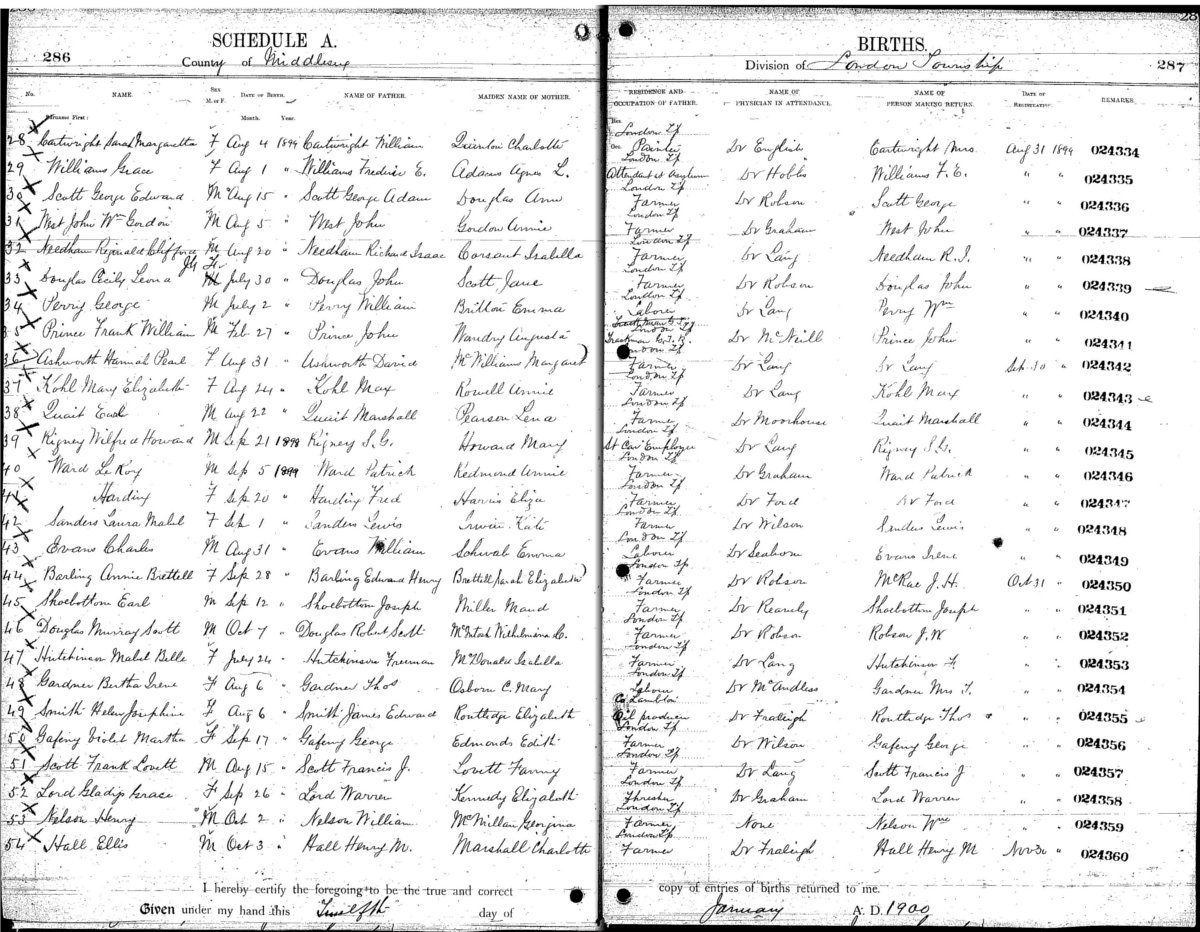 SCHEDULE A. BIRTHS.
286 County of Middlesex Division of London Township 287
No. NAME. SEX M. or F. DATE OF BIRTH. NAME OF FATHER. MAIDEN NAME OF MOTHER. RESIDENCE AND OCCUPATION OF FATHER. NAME OF PHYSICIAN IN ATTENDANCE. NAME OF PERSON MAKING RETURN. DATE OF REGISTRATION. REMARKS.
Surname First: Month. Year. Res.
London Tp
28 Cartwright Sarah Margaretta F Aug 4 1899 Cartwright William Quinton Charlotte Occ. Painter Dr English Cartwright Mrs. Aug 31 1899 024334
London Tp
29 Williams Grace F Aug 1 " Williams Frederic E. Adams Agnes L. Attendant at Asylum Dr Hobbs Williams F. E. " " 024335
London Tp
30 Scott George Edward M Aug 15 " Scott George Adam Douglas Ann Farmer Dr Robson Scott George " " 024336
London Tp
31 West John Wm Gordon M Aug 5 " West John Gordon Annie Farmer Dr Graham West John " " 024337
London Tp
32 Needham Reginald Clifford M Aug 20 " Needham Richard Isaac Corsaut Isabella Farmer Dr Lang Needham R. I. " " 024338
London Tp
33 Douglas Cecily Leona F July 30 " Douglas John Scott Jane Farmer Dr Robson Douglas John " " 024339
London Tp
34 Perry George M July 2 " Perry William Britton Emma Laborer Dr Lang Perry Wm " " 024340
London Tp
35 Prince Frank William M Feb 27 " Prince John Wandry Augusta Trackman G. T. R. Dr McNeill Prince John " " 024341
London Tp
36 Ashworth Hannah Pearl F Aug 31 " Ashworth David McWilliams Margaret Farmer Dr Lang Dr Lang Sep 30 " 024342
London Tp
37 Kohl Mary Elizabeth F Aug 24 " Kohl Max Rowell Annie Farmer Dr Lang Kohl Max " " 024343
London Tp
38 Quait Earl M Aug 22 " Quait Marshall Pearson Lena Farmer Dr Moorhouse Quait Marshall " " 024344
London Tp
39 Rigney Wilfred Howard M Sep 21 1899 Rigney S. G. Howard Mary St Car Employee Dr Lang Rigney S. G. " " 024345
London Tp
40 Ward LeRoy M Sep 5 1899 Ward Patrick Redmond Annie Farmer Dr Graham Ward Patrick " " 024346
London Tp
41 Harding F Sep 20 " Harding Fred Harris Eliza Farmer Dr Ford Dr Ford " " 024347
London Tp
42 Sanders Laura Mabel F Sep 1 " Sanders Lewis Irwin Kate Farmer Dr Wilson Sanders Lewis " " 024348
London Tp
43 Evans Charles M Aug 31 " Evans William Schwab Emma Laborer Dr Seaborn Evans Irene " " 024349
London Tp
44 Barling Annie Brettell F Sep 28 " Barling Edward Henry Brettell Sarah Elizabeth Farmer Dr Robson McRae J. H. Oct 31 " 024350
London Tp
45 Shoebottom Earl M Sep 12 " Shoebottom Joseph Miller Maud Farmer Dr Shoebottom Joseph " " 024351
London Tp
46 Douglas Murray Scott M Oct 7 " Douglas Robert Scott McIntosh Wilhelmina Farmer Dr Robson Robson J. W " " 024352
London Tp
47 Hutchinson Mabel Belle F July 24 " Hutchinson Freeman McDonald Isabella Farmer Dr Lang Hutchinson F. " " 024353
London Tp
48 Gardner Bertha Irene F Aug 6 " Gardner Thos Osborn C. Mary Labour Dr McAndless Gardner Mrs T. " " 024354
Co Lambton
49 Smith Helen Josephine F Aug 6 " Smith James Edward Routledge Elizabeth Oil producer Dr Fraleigh Routledge Thos " " 024355
London Tp
50 Gafeny Violet Martha F Sep 17 " Gafeny George Edmonds Edith Farmer Dr Wilson Gafeny George " " 024356
London Tp
51 Scott Frank Lovett M Aug 15 " Scott Francis J. Lovett Fanny Farmer Dr Lang Scott Francis J " " 024357
London Tp
52 Lord Gladys Grace F Sep 26 " Lord Warren Kennedy Elizabeth Thresher Dr Graham Lord Warren " " 024358
London Tp
53 Nelson Henry M Oct 2 " Nelson William McMillan Georgina Farmer None Nelson Wm " " 024359
London Tp
54 Hall Ellis M Oct 3 " Hall Henry M. Marshall Charlotte Farmer Dr Fraleigh Hall Henry M Nov 30 " 024360
I hereby certify the foregoing to be the true and correct copy of entries of births returned to me.
Given under my hand this Twelfth day of January A. D. 1900